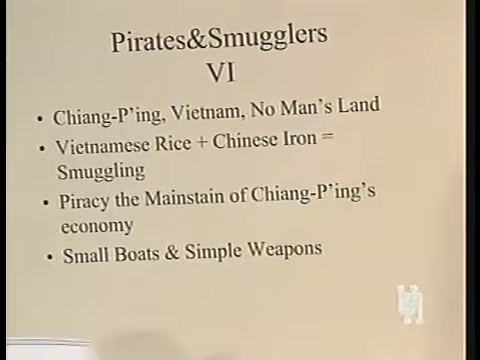 Pirates&Smugglers
VI
• Chiang-P'ing, Vietnam, No Man's Land
• Vietnamese Rice + Chinese Iron =
Smuggling
• Piracy the Mainstain of Chiang-P'ing's
economy
• Small Boats & Simple Weapons